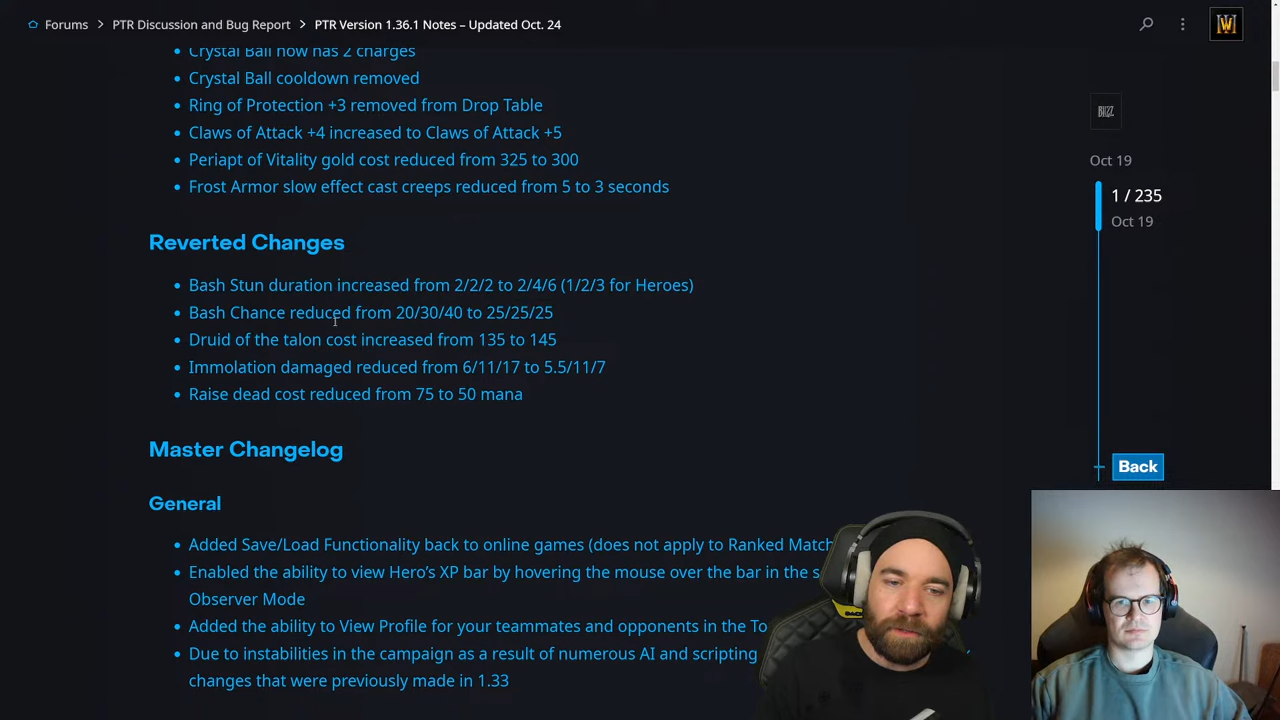 Forums > PTR Discussion and Bug Report > PTR Version 1.36.1 Notes – Updated Oct. 24
Crystal Ball now has 2 charges
Crystal Ball cooldown removed
Ring of Protection +3 removed from Drop Table
Claws of Attack +4 increased to Claws of Attack +5
Periapt of Vitality gold cost reduced from 325 to 300
Frost Armor slow effect cast creeps reduced from 5 to 3 seconds
BLZZ
Oct 19
1 / 235
Oct 19
Back
Reverted Changes
Bash Stun duration increased from 2/2/2 to 2/4/6 (1/2/3 for Heroes)
Bash Chance reduced from 20/30/40 to 25/25/25
Druid of the talon cost increased from 135 to 145
Immolation damaged reduced from 6/11/17 to 5.5/11/7
Raise dead cost reduced from 75 to 50 mana
Master Changelog
General
Added Save/Load Functionality back to online games (does not apply to Ranked Match
Enabled the ability to view Hero's XP bar by hovering the mouse over the bar in the
Observer Mode
Added the ability to View Profile for your teammates and opponents in the
Due to instabilities in the campaign as a result of numerous AI and scripting
changes that were previously made in 1.33